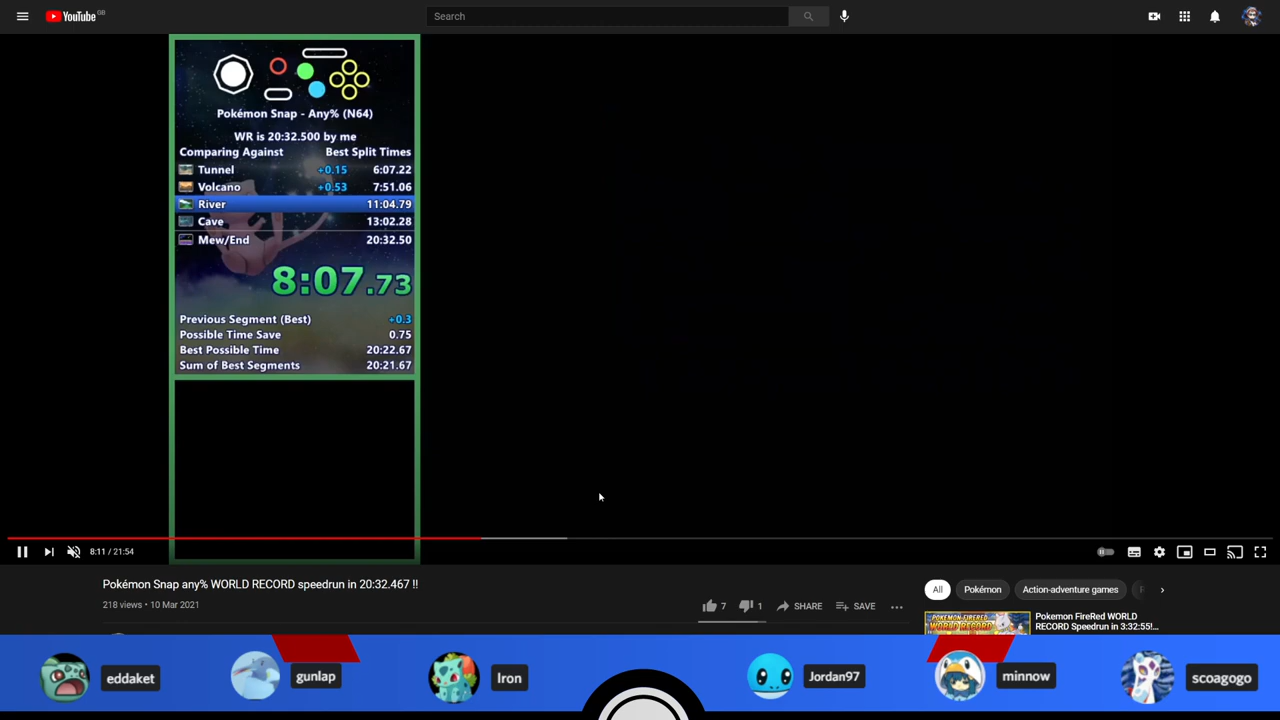 YouTube GB
Search
Pokémon Snap - Any% (N64)
WR is 20:32.500 by me
Comparing Against Best Split Times
Tunnel +0.15 6:07.22
Volcano +0.53 7:51.06
River 11:04.79
Cave 13:02.28
Mew/End 20:32.50
8:07.73
Previous Segment (Best) +0.3
Possible Time Save 0.75
Best Possible Time 20:22.67
Sum of Best Segments 20:21.67
8:11 / 21:54
Pokémon Snap any% WORLD RECORD speedrun in 20:32.467 !!
218 views • 10 Mar 2021
7 1 SHARE SAVE
All Pokémon Action-adventure games
POKEMON FIRERED
WORLD RECORD
Pokemon FireRed WORLD
RECORD Speedrun in 3:32:55!...
eddaket gunlap Iron Jordan97 minnow scoagogo